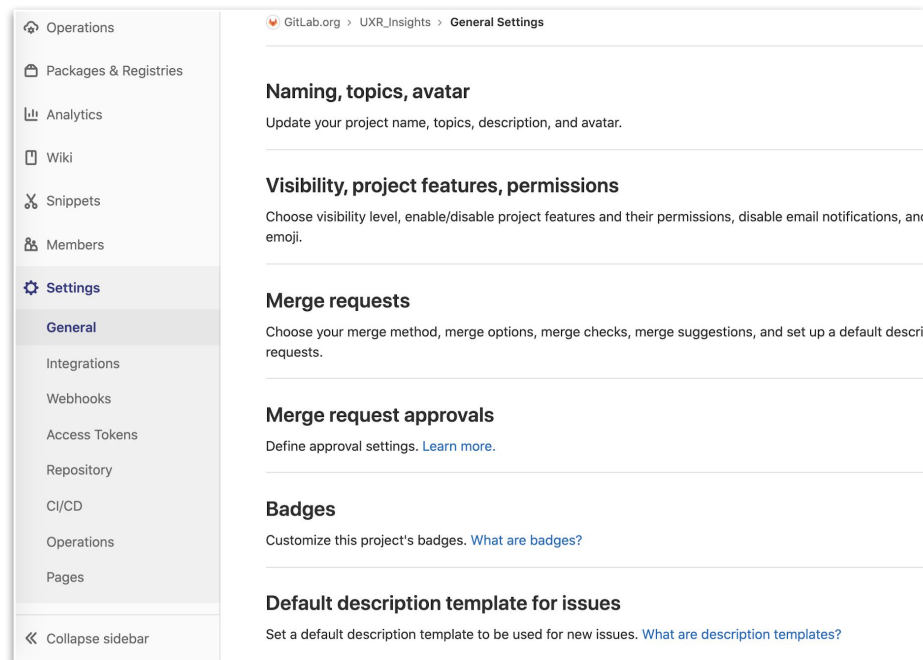 Operations
Packages & Registries
Analytics
Wiki
Snippets
Members
Settings
General
Integrations
Webhooks
Access Tokens
Repository
CI/CD
Operations
Pages
Collapse sidebar
GitLab.org > UXR_Insights > General Settings
Naming, topics, avatar
Update your project name, topics, description, and avatar.
Visibility, project features, permissions
Choose visibility level, enable/disable project features and their permissions, disable email notifications, and
emoji.
Merge requests
Choose your merge method, merge options, merge checks, merge suggestions, and set up a default descri
requests.
Merge request approvals
Define approval settings. Learn more.
Badges
Customize this project's badges. What are badges?
Default description template for issues
Set a default description template to be used for new issues. What are description templates?